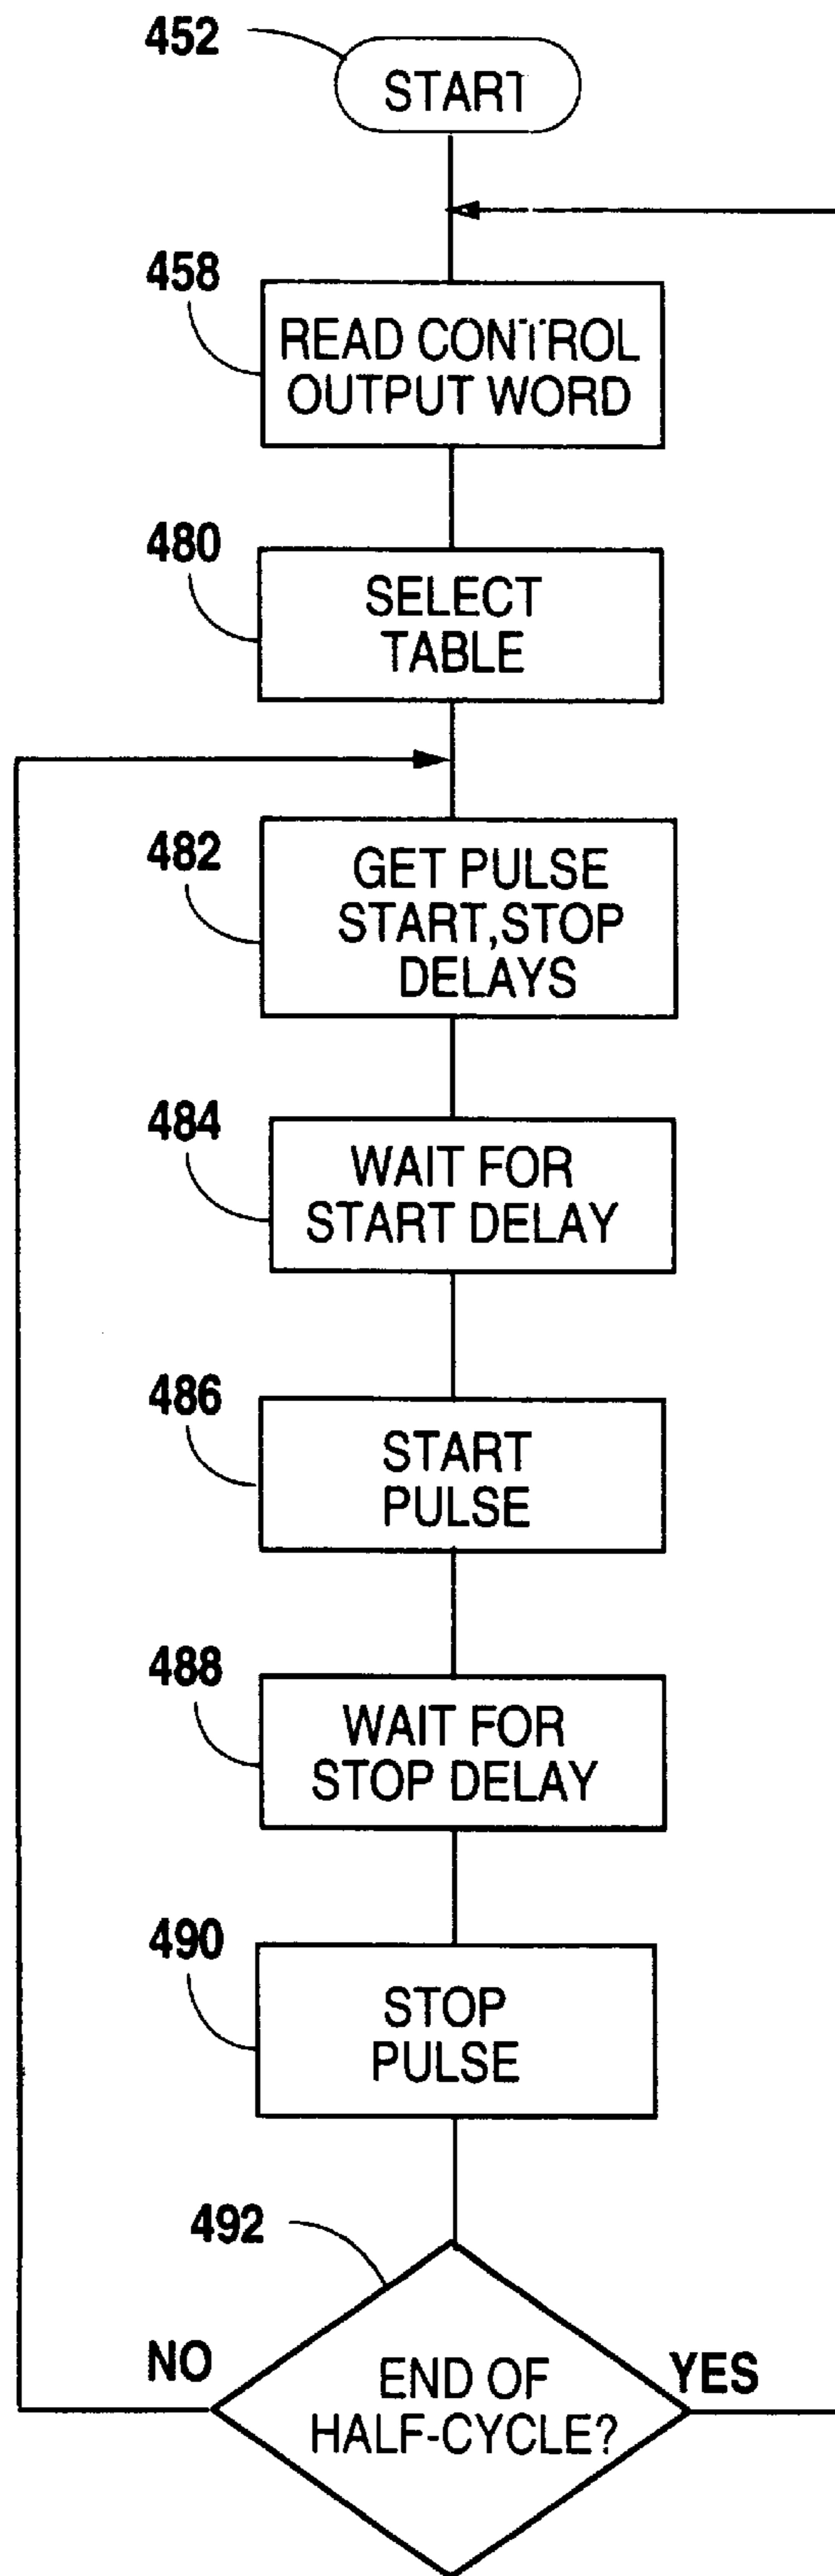 452
START
458
READ CONTROL
OUTPUT WORD
480
SELECT
TABLE
482
GET PULSE
START,STOP
DELAYS
484
WAIT FOR
START DELAY
486
START
PULSE
488
WAIT FOR
STOP DELAY
490
STOP
PULSE
492
NO
END OF
HALF-CYCLE?
YES